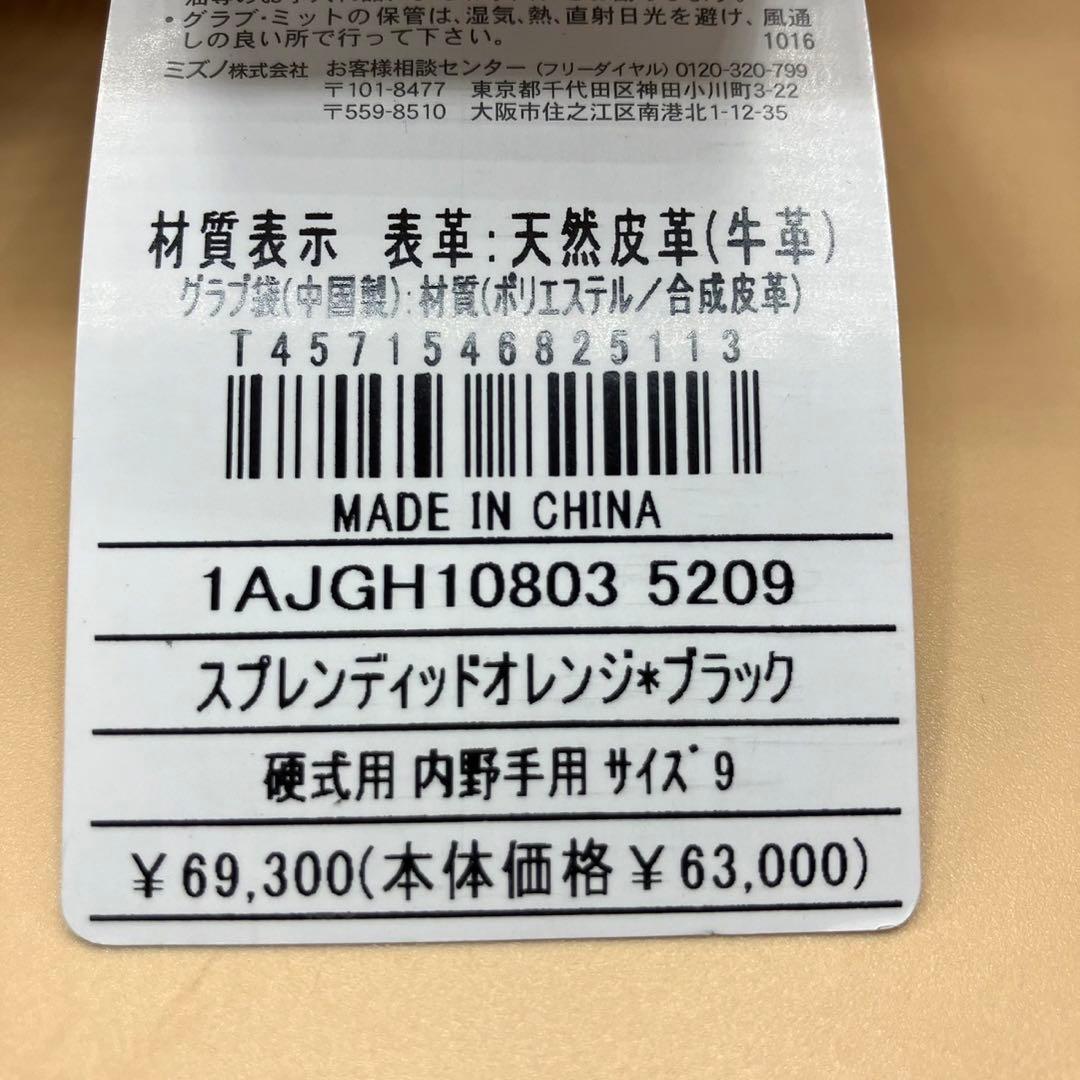 ・グラブ・ミットの保管は、湿気、熱、直射日光を避け、風通
しの良い所で行って下さい。
1016
ミズノ株式会社 お客様相談センター(フリーダイヤル)0120-320-799
〒101-8477 東京都千代田区神田小川町3-22
〒559-8510 大阪市住之江区南港北1-12-35
材質表示 表革:天然皮革(牛革)
グラブ袋(中国製):材質(ポリエステル/合成皮革)
T4571546825113
MADE IN CHINA
1AJGH10803 5209
スプレンディッドオレンジ*ブラック
硬式用 内野手用 サイズ9
¥69,300(本体価格¥63,000)